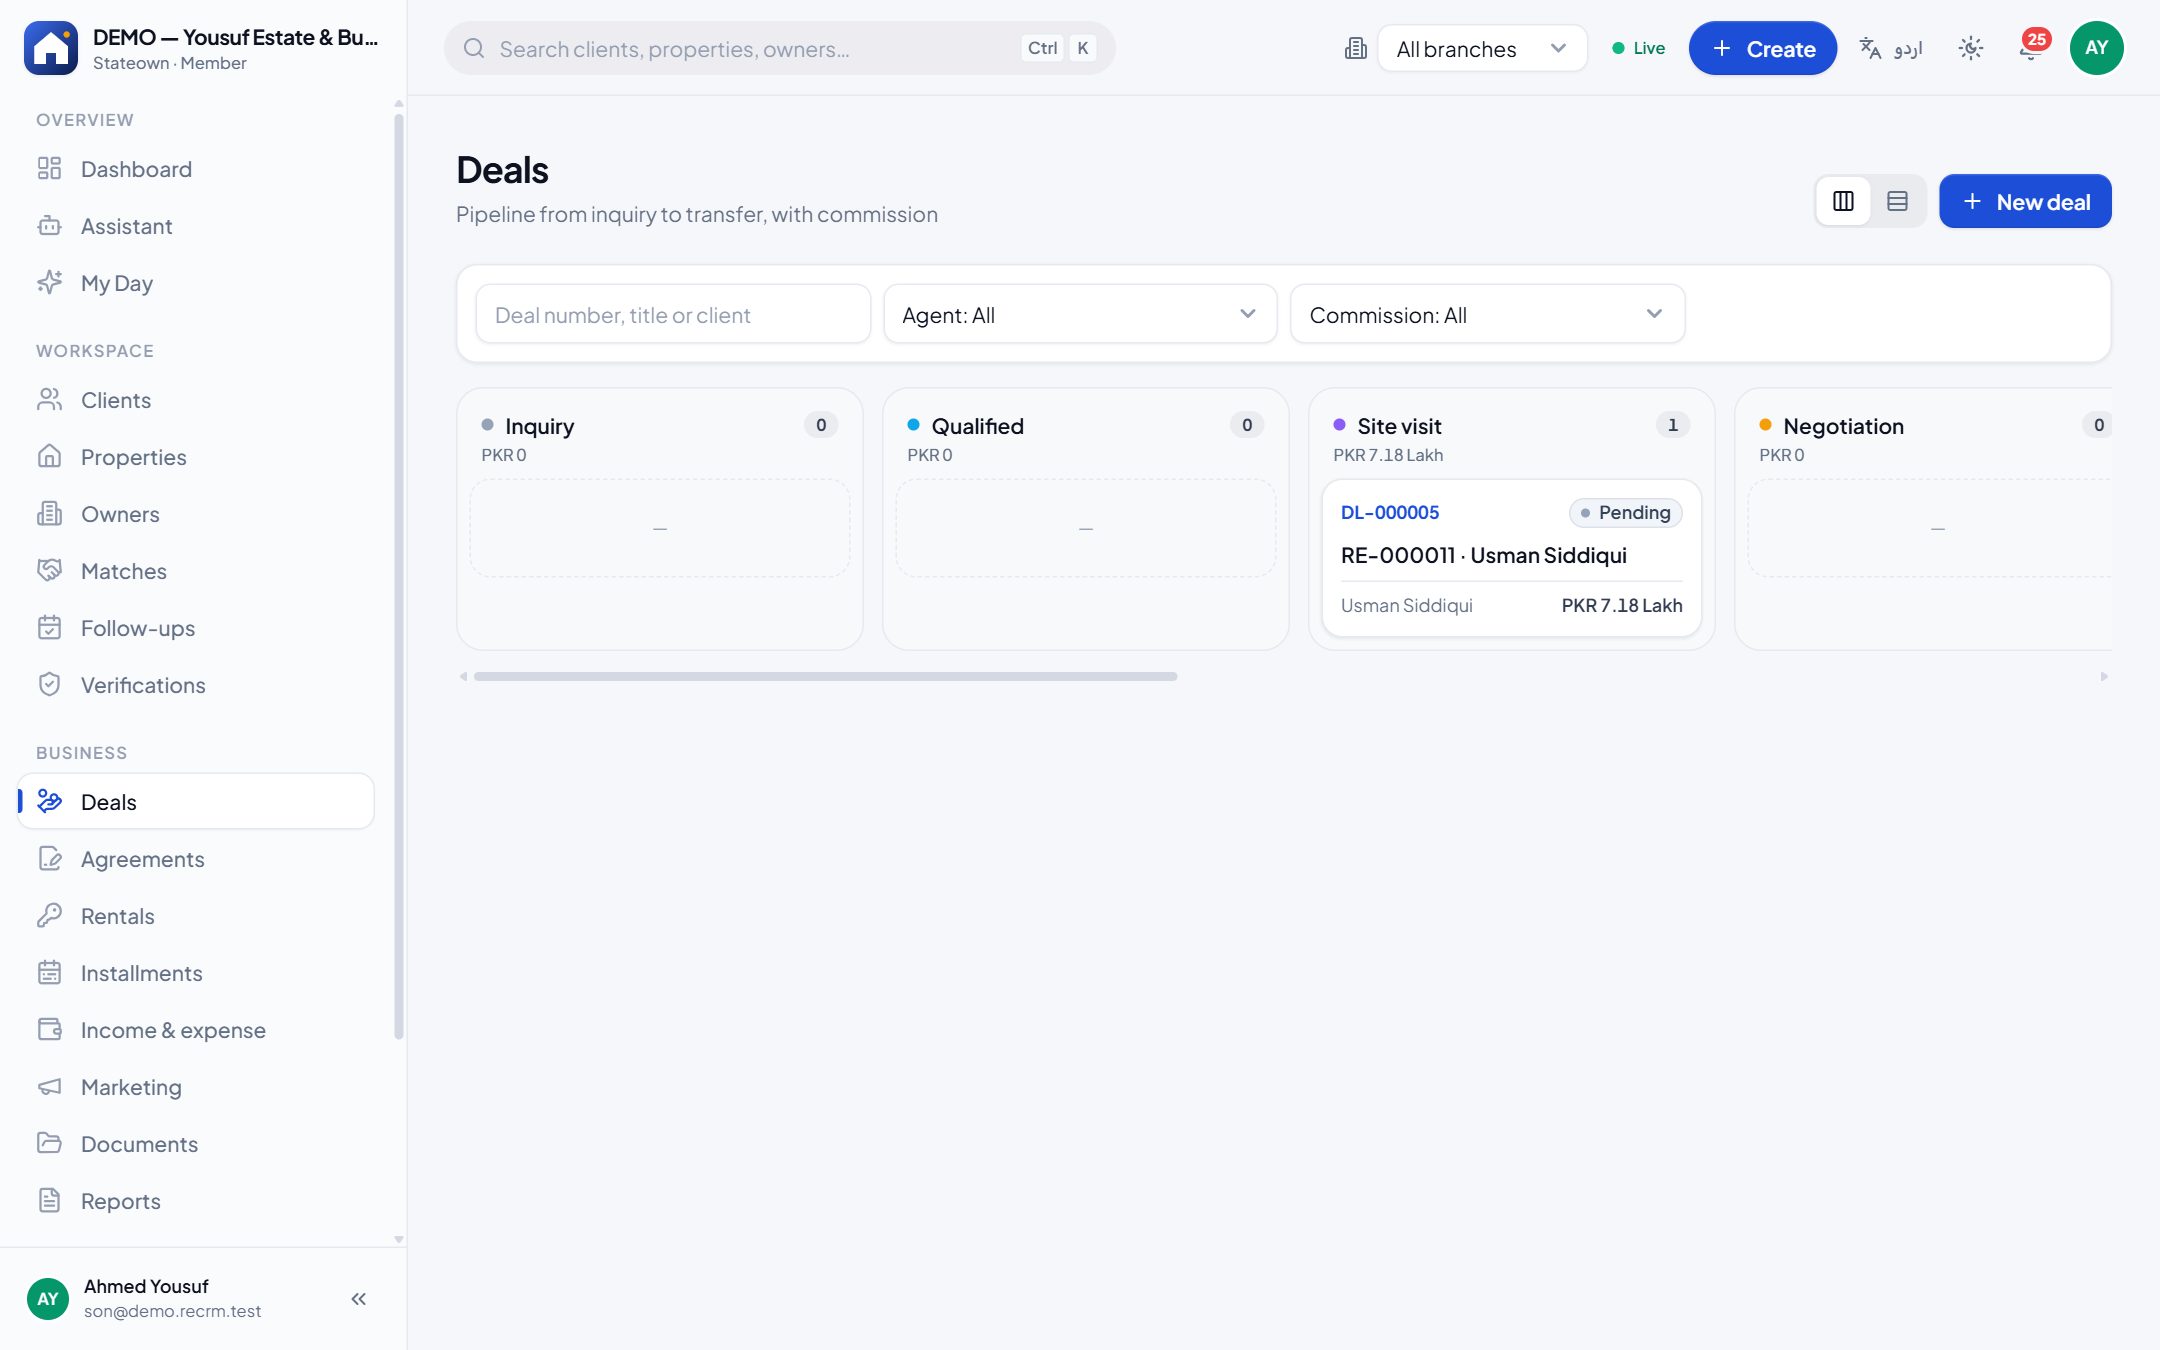 DEMO — Yousuf Estate & Bu...
Stateown · Member
OVERVIEW
Dashboard
Assistant
My Day
WORKSPACE
Clients
Properties
Owners
Matches
Follow-ups
Verifications
BUSINESS
Deals
Agreements
Rentals
Installments
Income & expense
Marketing
Documents
Reports
AY
Ahmed Yousuf
son@demo.recrm.test
Search clients, properties, owners... Ctrl K
All branches
Live
+ Create
اردو
25
AY
Deals
Pipeline from inquiry to transfer, with commission
+ New deal
Deal number, title or client
Agent: All
Commission: All
Inquiry 0
PKR 0
—
Qualified 0
PKR 0
—
Site visit 1
PKR 7.18 Lakh
DL-000005 Pending
RE-000011 · Usman Siddiqui
Usman Siddiqui PKR 7.18 Lakh
Negotiation 0
PKR 0
—